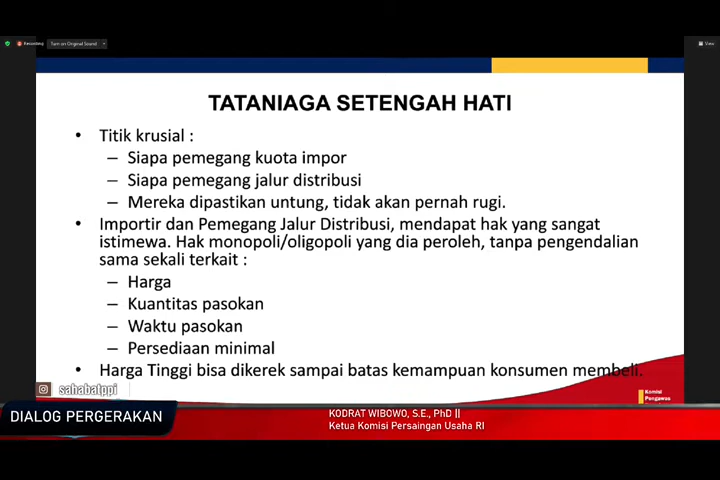 Recording
Turn on Original Sound
View
TATANIAGA SETENGAH HATI
• Titik krusial :
– Siapa pemegang kuota impor
– Siapa pemegang jalur distribusi
– Mereka dipastikan untung, tidak akan pernah rugi.
• Importir dan Pemegang Jalur Distribusi, mendapat hak yang sangat
istimewa. Hak monopoli/oligopoli yang dia peroleh, tanpa pengendalian
sama sekali terkait :
– Harga
– Kuantitas pasokan
– Waktu pasokan
– Persediaan minimal
• Harga Tinggi bisa dikerek sampai batas kemampuan konsumen membeli.
sahabatppi
Komisi
Pengawas
DIALOG PERGERAKAN
KODRAT WIBOWO, S.E., PhD ||
Ketua Komisi Persaingan Usaha RI